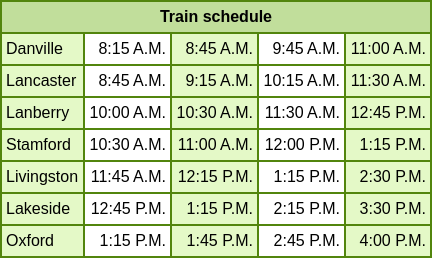 Train schedule
Danville 8:15 A.M. 8:45 A.M. 9:45 A.M. 11:00 A.M.
Lancaster 8:45 A.M. 9:15 A.M. 10:15 A.M. 11:30 A.M.
Lanberry 10:00 A.M. 10:30 A.M. 11:30 A.M. 12:45 P.M.
Stamford 10:30 A.M. 11:00 A.M. 12:00 P.M. 1:15 P.M.
Livingston 11:45 A.M. 12:15 P.M. 1:15 P.M. 2:30 P.M.
Lakeside 12:45 P.M. 1:15 P.M. 2:15 P.M. 3:30 P.M.
Oxford 1:15 P.M. 1:45 P.M. 2:45 P.M. 4:00 P.M.